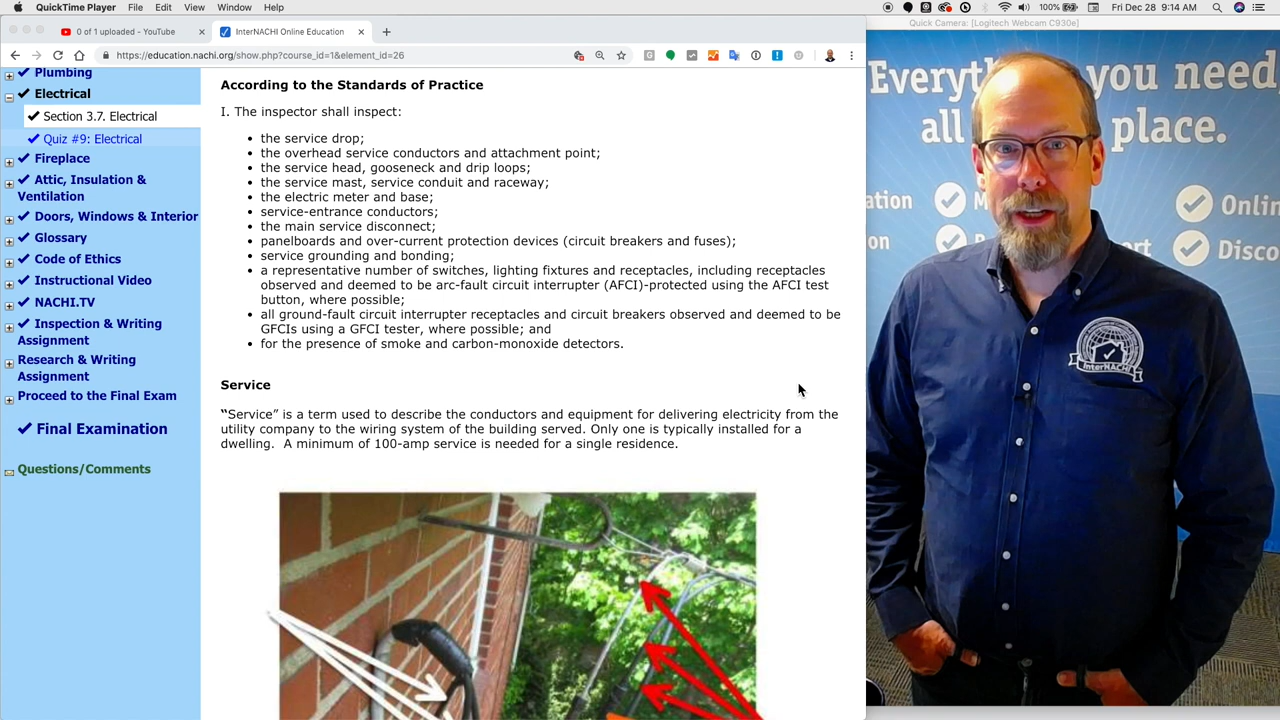 QuickTime Player File Edit View Window Help
100% Fri Dec 28 9:14 AM
Quick Camera: [Logitech Webcam C930e]
0 of 1 uploaded - YouTube
InterNACHI Online Education
https://education.nachi.org/show.php?course_id=1&element_id=26
Plumbing
Electrical
Section 3.7. Electrical
Quiz #9: Electrical
Fireplace
Attic, Insulation &
Ventilation
Doors, Windows & Interior
Glossary
Code of Ethics
Instructional Video
NACHI.TV
Inspection & Writing
Assignment
Research & Writing
Assignment
Proceed to the Final Exam
Final Examination
Questions/Comments
According to the Standards of Practice
I. The inspector shall inspect:
the service drop;
the overhead service conductors and attachment point;
the service head, gooseneck and drip loops;
the service mast, service conduit and raceway;
the electric meter and base;
service-entrance conductors;
the main service disconnect;
panelboards and over-current protection devices (circuit breakers and fuses);
service grounding and bonding;
a representative number of switches, lighting fixtures and receptacles, including receptacles
observed and deemed to be arc-fault circuit interrupter (AFCI)-protected using the AFCI test
button, where possible;
all ground-fault circuit interrupter receptacles and circuit breakers observed and deemed to be
GFCIs using a GFCI tester, where possible; and
for the presence of smoke and carbon-monoxide detectors.
Service
“Service” is a term used to describe the conductors and equipment for delivering electricity from the
utility company to the wiring system of the building served. Only one is typically installed for a
dwelling.  A minimum of 100-amp service is needed for a single residence.
Everyth you need,
all place.
InterNACHI